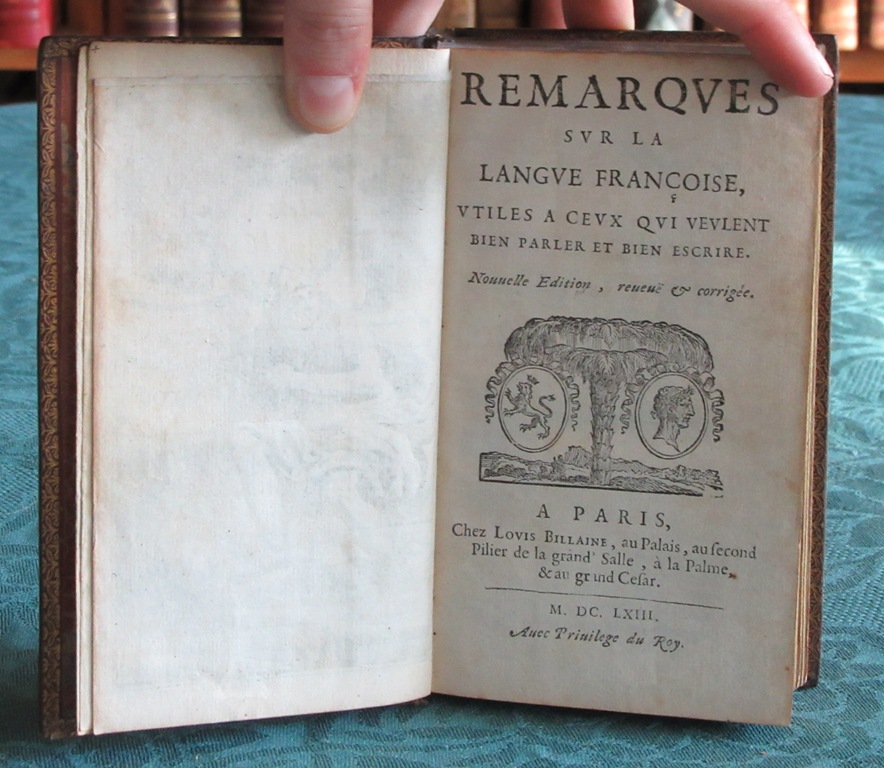 REMARQVES
SVR LA
LANGVE FRANÇOISE,
VTILES A CEVX QVI VEVLENT
BIEN PARLER ET BIEN ESCRIRE.
Nouuelle Edition, reueuë & corrigée.
A PARIS,
Chez LOVIS BILLAINE, au Palais, au second
Pilier de la grand' Salle, à la Palme,
& au grand Cesar.
M. DC. LXIII.
Auec Priuilege du Roy.